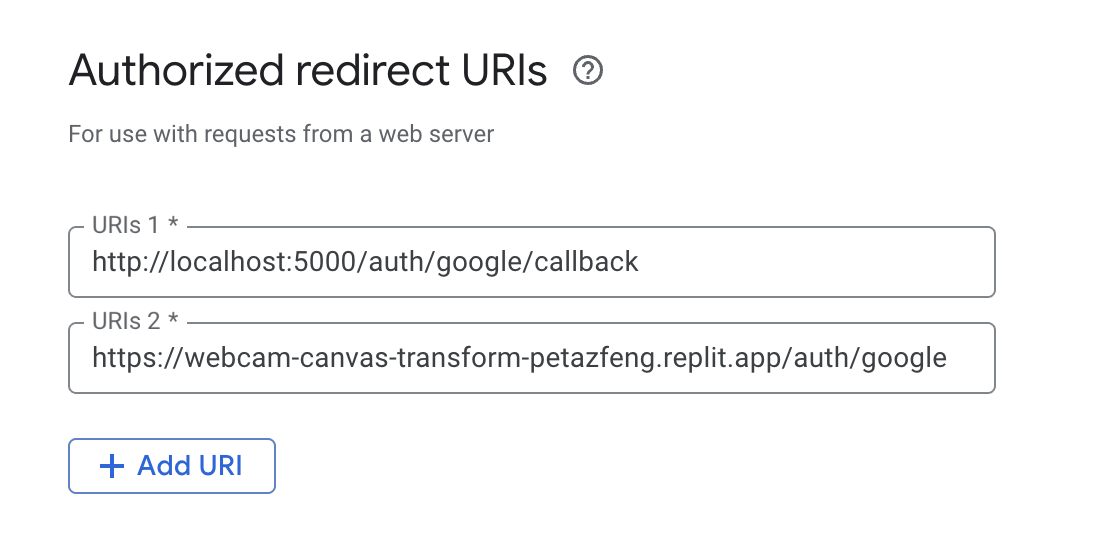 Authorized redirect URIs
For use with requests from a web server
URIs 1 *
http://localhost:5000/auth/google/callback
URIs 2 *
https://webcam-canvas-transform-petazfeng.replit.app/auth/google
+ Add URI